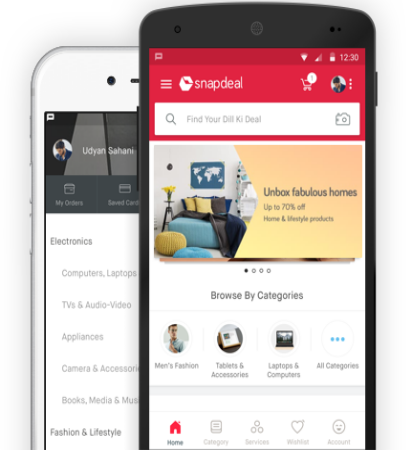 12:30
snapdeal
1
Find Your Dill Ki Deal
Unbox fabulous homes
Up to 70% off
Home & lifestyle products
Browse By Categories
Men's Fashion
Tablets &
Accessories
Laptops &
Computers
All Categories
Home
Category
Services
Wishlist
Account
Udyan Sahani
My Orders
Saved Card
Electronics
Computers, Laptops
TVs & Audio-Video
Appliances
Camera & Accessori
Books, Media & Mus
Fashion & Lifestyle